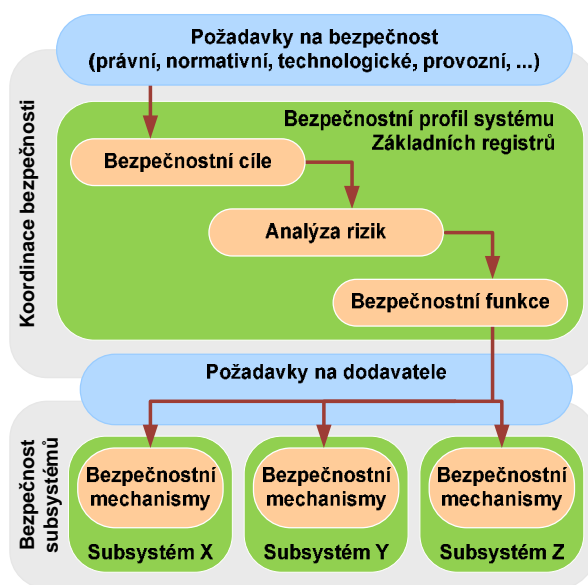 Požadavky na bezpečnost
(právní, normativní, technologické, provozní, ...)
Koordinace bezpečnosti
Bezpečnostní profil systému
Základních registrů
Bezpečnostní cíle
Analýza rizik
Bezpečnostní funkce
Požadavky na dodavatele
Bezpečnost
subsystémů
Bezpečnostní
mechanismy
Subsystém X
Bezpečnostní
mechanismy
Subsystém Y
Bezpečnostní
mechanismy
Subsystém Z